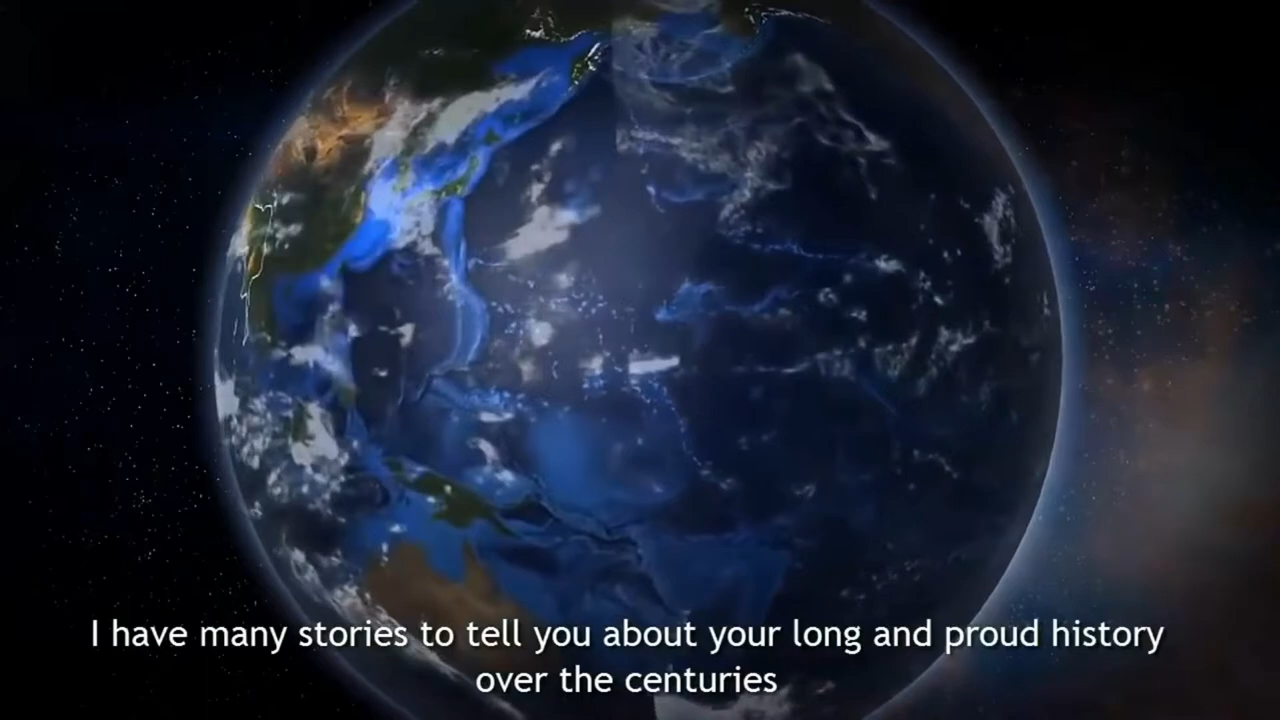 I have many stories to tell you about your long and proud history
over the centuries